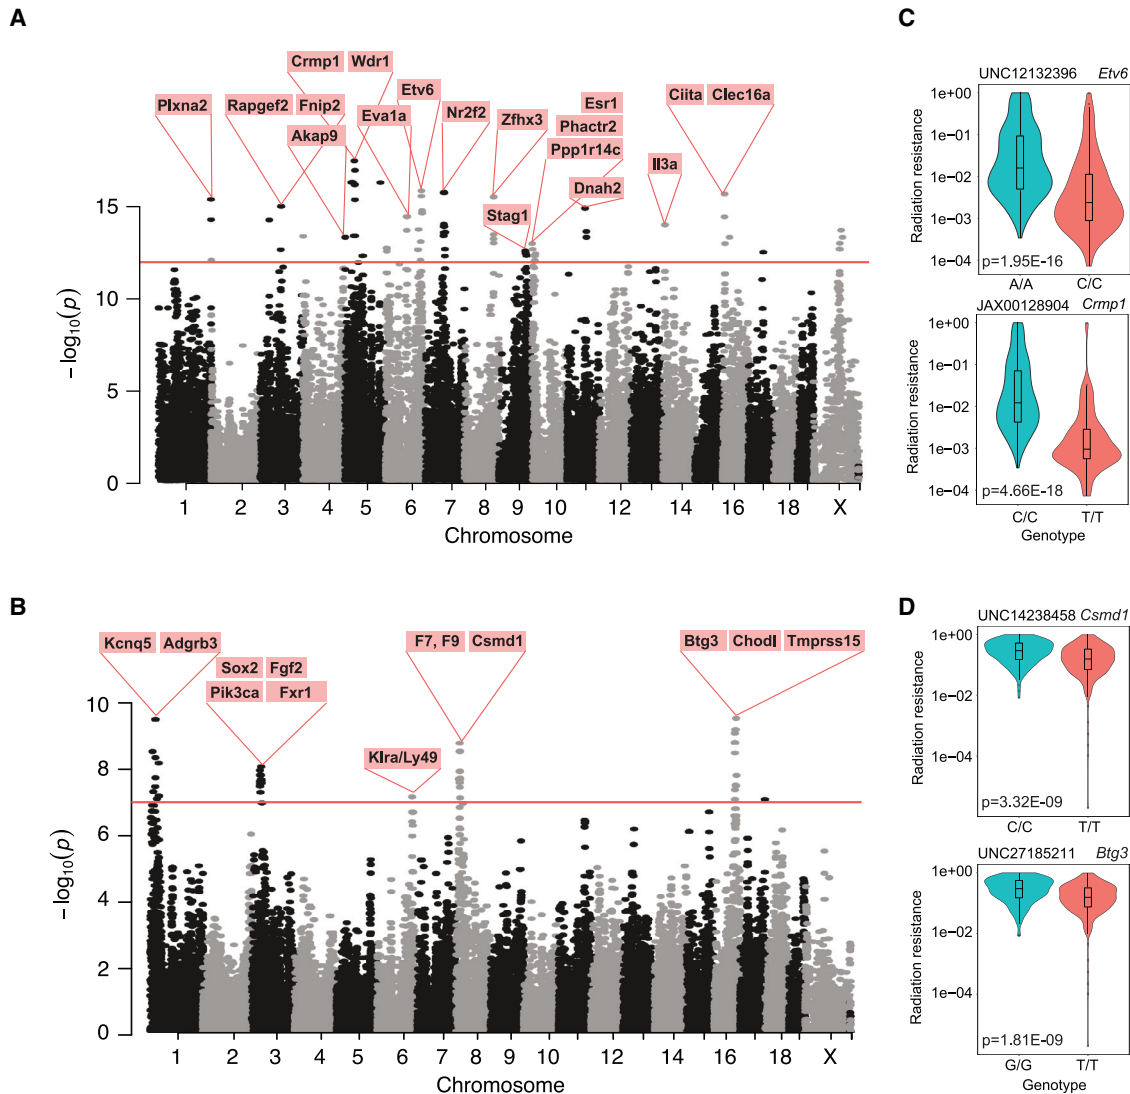 A
Crmp1 Wdr1
Plxna2 Rapgef2 Fnip2 Etv6 Esr1 Ciita Clec16a
Akap9 Eva1a Nr2f2 Zfhx3 Phactr2
Ppp1r14c Il3a
Stag1 Dnah2
15
10
5
0
−log10(p)
1 2 3 4 5 6 7 8 9 10 12 14 16 18 X
Chromosome
B
Kcnq5 Adgrb3 F7, F9 Csmd1 Btg3 Chodl Tmprss15
Sox2 Fgf2
Pik3ca Fxr1
Klra/Ly49
10
8
6
4
2
0
−log10(p)
1 2 3 4 5 6 7 8 9 10 12 14 16 18 X
Chromosome
C
UNC12132396 Etv6
1e+00
1e−01
1e−02
1e−03
1e−04
Radiation resistance
p=1.95E-16
A/A C/C
JAX00128904 Crmp1
1e+00
1e−01
1e−02
1e−03
1e−04
Radiation resistance
p=4.66E-18
C/C T/T
Genotype
D
UNC14238458 Csmd1
1e+00
1e−02
1e−04
Radiation resistance
p=3.32E-09
C/C T/T
UNC27185211 Btg3
1e+00
1e−02
1e−04
Radiation resistance
p=1.81E-09
G/G T/T
Genotype